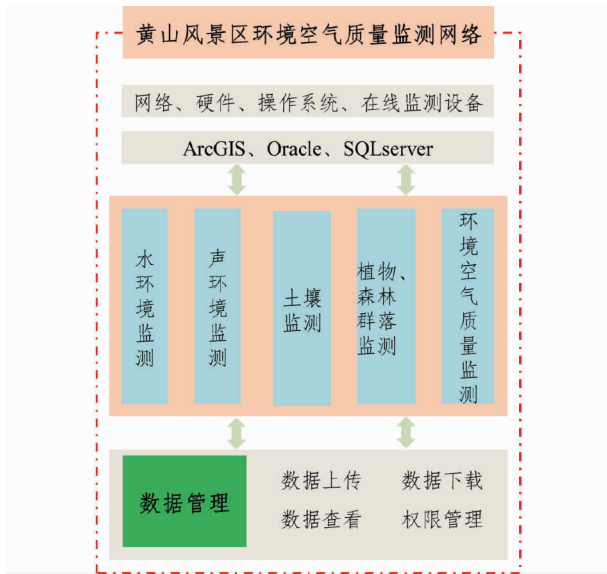 黄山风景区环境空气质量监测网络
网络、硬件、操作系统、在线监测设备
ArcGIS、Oracle、SQLserver
水环境监测
声环境监测
土壤
监测
植物、
森林
群落
监测
环境空气质量监测
数据管理
数据上传 数据下载
数据查看 权限管理